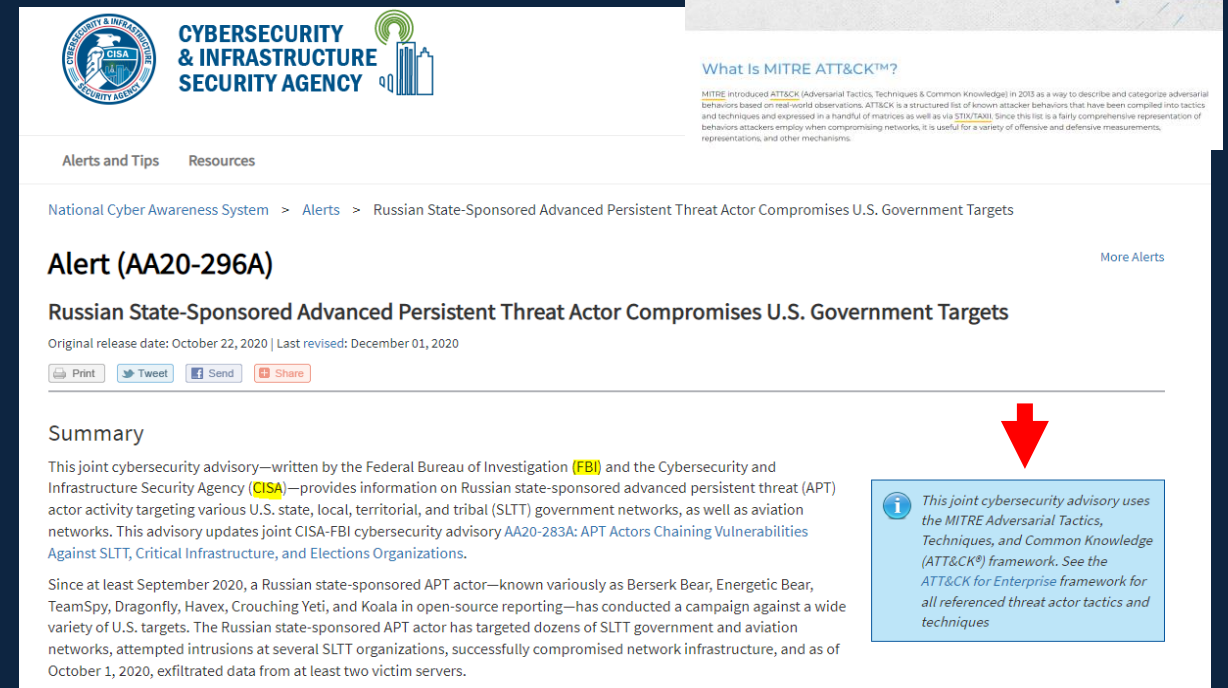 CYBERSECURITY
& INFRASTRUCTURE
SECURITY AGENCY
CYBERSECURITY & INFRASTRUCTURE
CISA
SECURITY AGENCY
What Is MITRE ATT&CK™?
MITRE introduced ATT&CK (Adversarial Tactics, Techniques & Common Knowledge) in 2013 as a way to describe and categorize adversarial
behaviors based on real-world observations. ATT&CK is a structured list of known attacker behaviors that have been compiled into tactics
and techniques and expressed in a handful of matrices as well as via STIX/TAXII. Since this list is a fairly comprehensive representation of
behaviors attackers employ when compromising networks, it is useful for a variety of offensive and defensive measurements,
representations, and other mechanisms.
Alerts and Tips Resources
National Cyber Awareness System > Alerts > Russian State-Sponsored Advanced Persistent Threat Actor Compromises U.S. Government Targets
Alert (AA20-296A)
More Alerts
Russian State-Sponsored Advanced Persistent Threat Actor Compromises U.S. Government Targets
Original release date: October 22, 2020 | Last revised: December 01, 2020
Print Tweet Send Share
Summary
This joint cybersecurity advisory—written by the Federal Bureau of Investigation (FBI) and the Cybersecurity and
Infrastructure Security Agency (CISA)—provides information on Russian state-sponsored advanced persistent threat (APT)
actor activity targeting various U.S. state, local, territorial, and tribal (SLTT) government networks, as well as aviation
networks. This advisory updates joint CISA-FBI cybersecurity advisory AA20-283A: APT Actors Chaining Vulnerabilities
Against SLTT, Critical Infrastructure, and Elections Organizations.
Since at least September 2020, a Russian state-sponsored APT actor—known variously as Berserk Bear, Energetic Bear,
TeamSpy, Dragonfly, Havex, Crouching Yeti, and Koala in open-source reporting—has conducted a campaign against a wide
variety of U.S. targets. The Russian state-sponsored APT actor has targeted dozens of SLTT government and aviation
networks, attempted intrusions at several SLTT organizations, successfully compromised network infrastructure, and as of
October 1, 2020, exfiltrated data from at least two victim servers.
This joint cybersecurity advisory uses
the MITRE Adversarial Tactics,
Techniques, and Common Knowledge
(ATT&CK®) framework. See the
ATT&CK for Enterprise framework for
all referenced threat actor tactics and
techniques